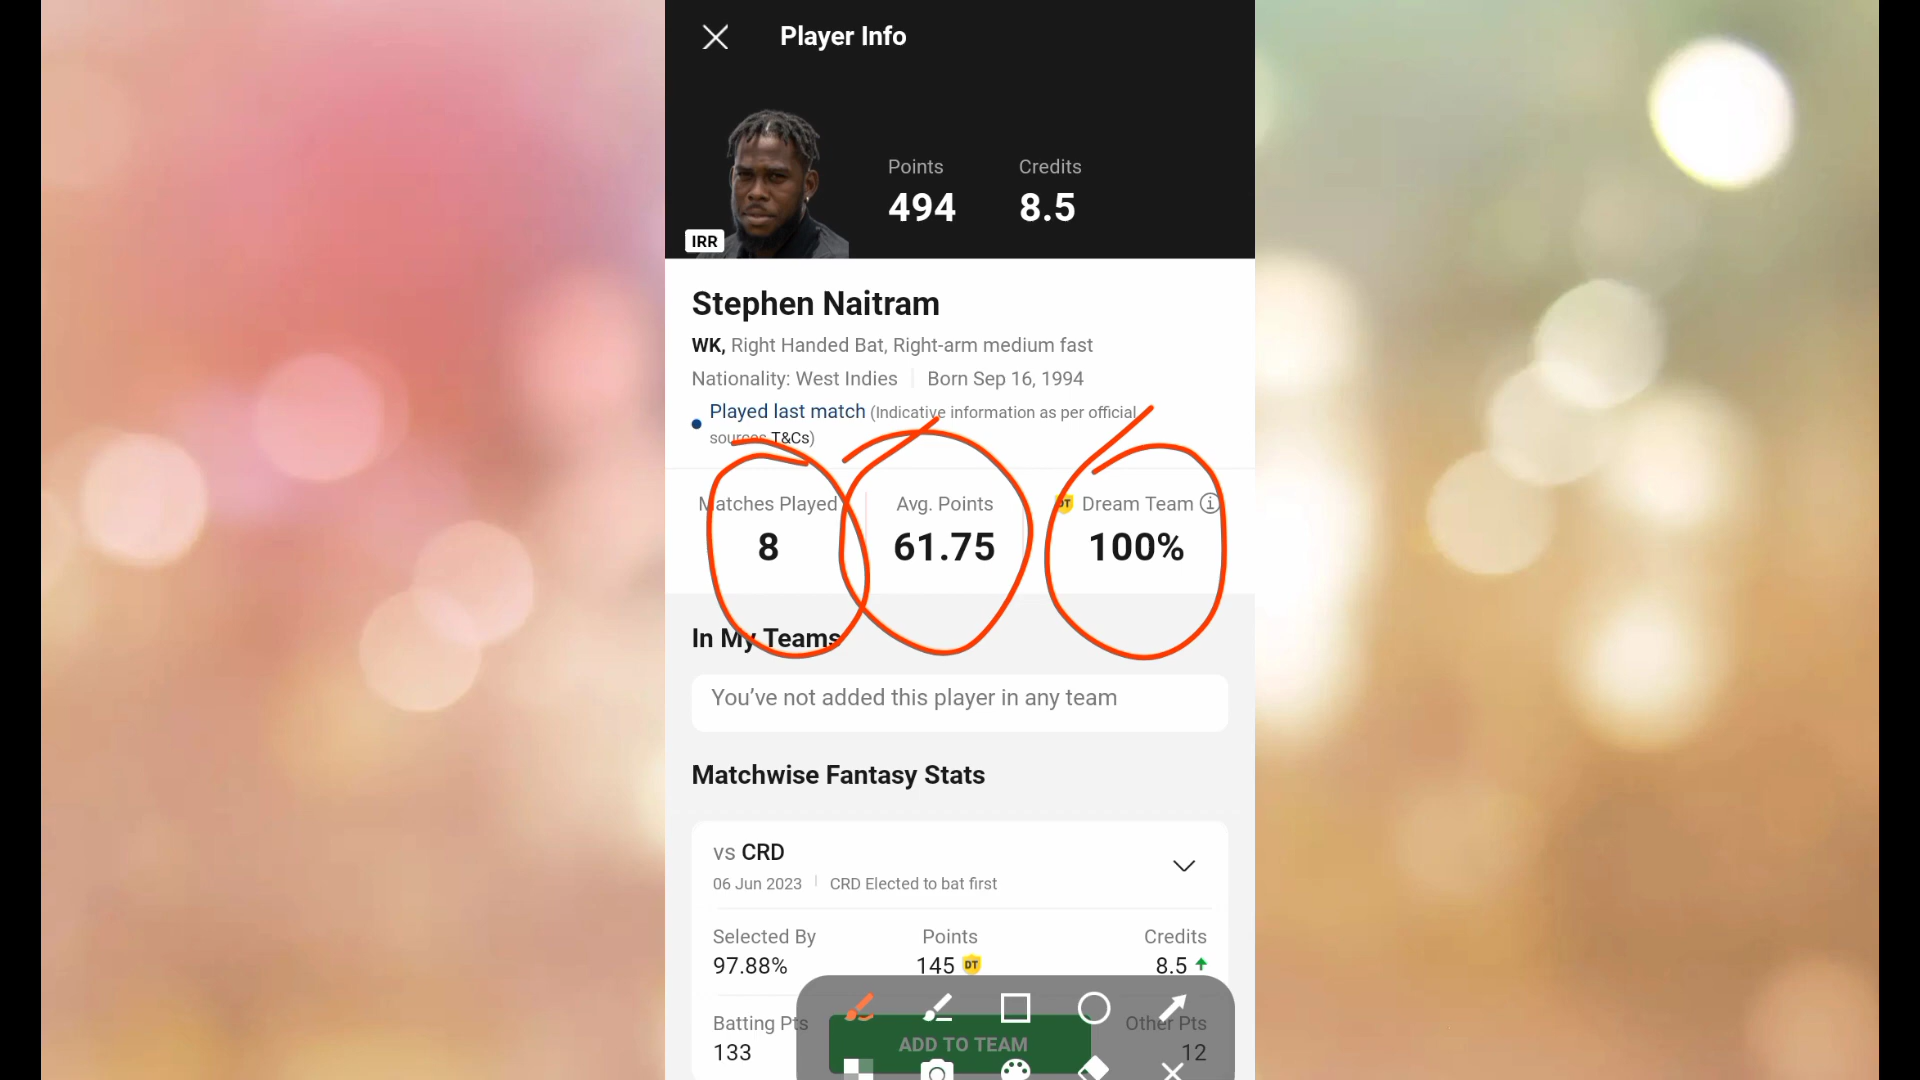 Player Info
Points Credits
494 8.5
IRR
Stephen Naitram
WK, Right Handed Bat, Right-arm medium fast
Nationality: West Indies Born Sep 16, 1994
Played last match (Indicative information as per official
sources T&Cs)
Matches Played Avg. Points DT Dream Team i
8 61.75 100%
In My Teams
You’ve not added this player in any team
Matchwise Fantasy Stats
vs CRD
06 Jun 2023 CRD Elected to bat first
Selected By Points Credits
97.88% 145 DT 8.5
Batting Pts Other Pts
133 ADD TO TEAM 12